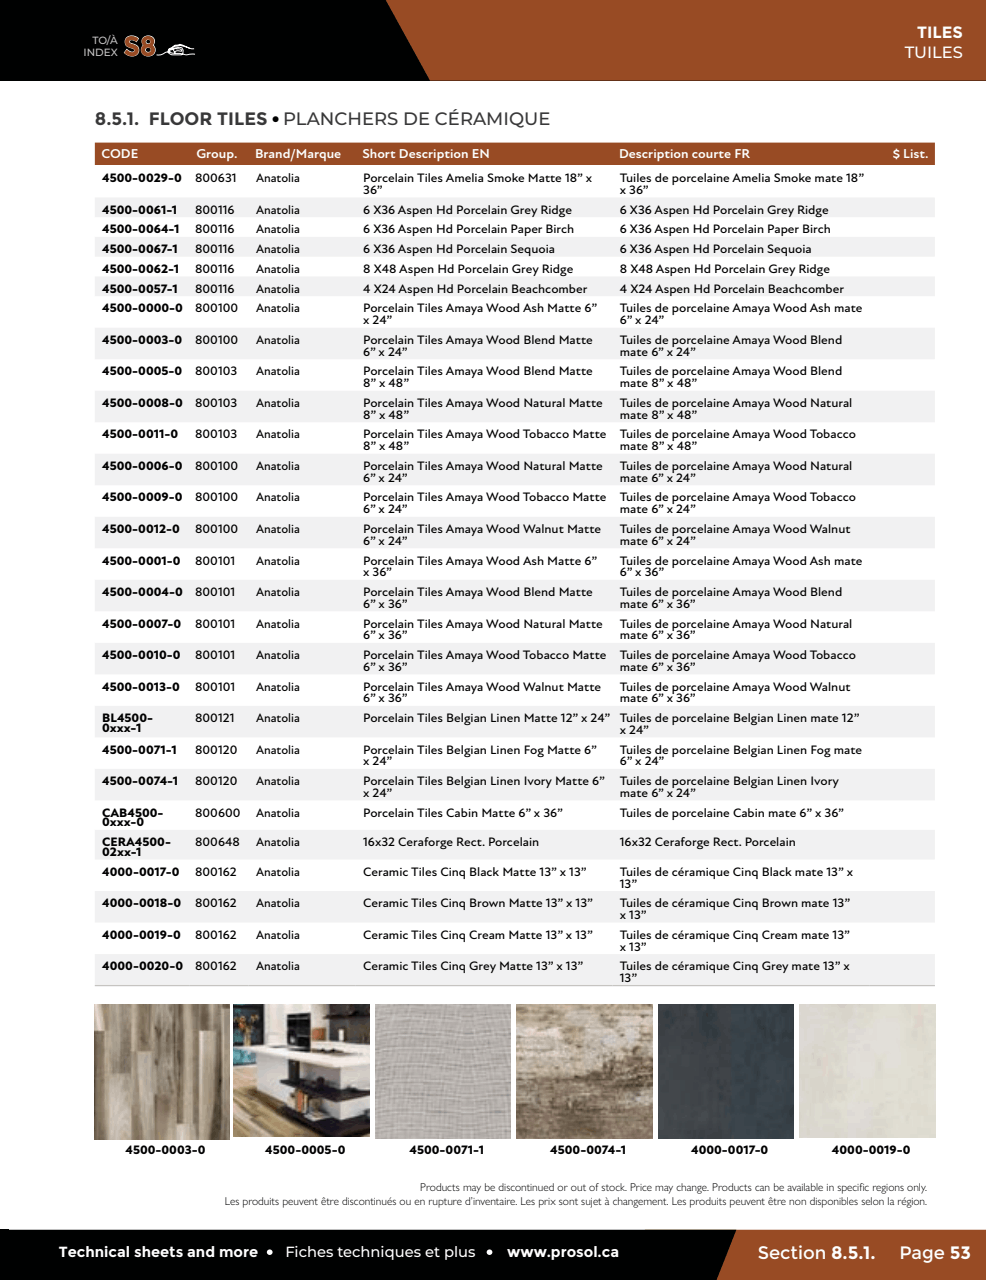 TO/À
INDEX S8
TILES
TUILES
8.5.1. FLOOR TILES • PLANCHERS DE CÉRAMIQUE
CODE Group. Brand/Marque Short Description EN Description courte FR $ List.
4500-0029-0 800631 Anatolia Porcelain Tiles Amelia Smoke Matte 18” x Tuiles de porcelaine Amelia Smoke mate 18”
36” x 36”
4500-0061-1 800116 Anatolia 6 X36 Aspen Hd Porcelain Grey Ridge 6 X36 Aspen Hd Porcelain Grey Ridge
4500-0064-1 800116 Anatolia 6 X36 Aspen Hd Porcelain Paper Birch 6 X36 Aspen Hd Porcelain Paper Birch
4500-0067-1 800116 Anatolia 6 X36 Aspen Hd Porcelain Sequoia 6 X36 Aspen Hd Porcelain Sequoia
4500-0062-1 800116 Anatolia 8 X48 Aspen Hd Porcelain Grey Ridge 8 X48 Aspen Hd Porcelain Grey Ridge
4500-0057-1 800116 Anatolia 4 X24 Aspen Hd Porcelain Beachcomber 4 X24 Aspen Hd Porcelain Beachcomber
4500-0000-0 800100 Anatolia Porcelain Tiles Amaya Wood Ash Matte 6” Tuiles de porcelaine Amaya Wood Ash mate
x 24” 6” x 24”
4500-0003-0 800100 Anatolia Porcelain Tiles Amaya Wood Blend Matte Tuiles de porcelaine Amaya Wood Blend
6” x 24” mate 6” x 24”
4500-0005-0 800103 Anatolia Porcelain Tiles Amaya Wood Blend Matte Tuiles de porcelaine Amaya Wood Blend
8” x 48” mate 8” x 48”
4500-0008-0 800103 Anatolia Porcelain Tiles Amaya Wood Natural Matte Tuiles de porcelaine Amaya Wood Natural
8” x 48” mate 8” x 48”
4500-0011-0 800103 Anatolia Porcelain Tiles Amaya Wood Tobacco Matte Tuiles de porcelaine Amaya Wood Tobacco
8” x 48” mate 8” x 48”
4500-0006-0 800100 Anatolia Porcelain Tiles Amaya Wood Natural Matte Tuiles de porcelaine Amaya Wood Natural
6” x 24” mate 6” x 24”
4500-0009-0 800100 Anatolia Porcelain Tiles Amaya Wood Tobacco Matte Tuiles de porcelaine Amaya Wood Tobacco
6” x 24” mate 6” x 24”
4500-0012-0 800100 Anatolia Porcelain Tiles Amaya Wood Walnut Matte Tuiles de porcelaine Amaya Wood Walnut
6” x 24” mate 6” x 24”
4500-0001-0 800101 Anatolia Porcelain Tiles Amaya Wood Ash Matte 6” Tuiles de porcelaine Amaya Wood Ash mate
x 36” 6” x 36”
4500-0004-0 800101 Anatolia Porcelain Tiles Amaya Wood Blend Matte Tuiles de porcelaine Amaya Wood Blend
6” x 36” mate 6” x 36”
4500-0007-0 800101 Anatolia Porcelain Tiles Amaya Wood Natural Matte Tuiles de porcelaine Amaya Wood Natural
6” x 36” mate 6” x 36”
4500-0010-0 800101 Anatolia Porcelain Tiles Amaya Wood Tobacco Matte Tuiles de porcelaine Amaya Wood Tobacco
6” x 36” mate 6” x 36”
4500-0013-0 800101 Anatolia Porcelain Tiles Amaya Wood Walnut Matte Tuiles de porcelaine Amaya Wood Walnut
6” x 36” mate 6” x 36”
BL4500- 800121 Anatolia Porcelain Tiles Belgian Linen Matte 12” x 24” Tuiles de porcelaine Belgian Linen mate 12”
0xxx-1 x 24”
4500-0071-1 800120 Anatolia Porcelain Tiles Belgian Linen Fog Matte 6” Tuiles de porcelaine Belgian Linen Fog mate
x 24” 6” x 24”
4500-0074-1 800120 Anatolia Porcelain Tiles Belgian Linen Ivory Matte 6” Tuiles de porcelaine Belgian Linen Ivory
x 24” mate 6” x 24”
CAB4500- 800600 Anatolia Porcelain Tiles Cabin Matte 6” x 36” Tuiles de porcelaine Cabin mate 6” x 36”
0xxx-0
CERA4500- 800648 Anatolia 16x32 Ceraforge Rect. Porcelain 16x32 Ceraforge Rect. Porcelain
02xx-1
4000-0017-0 800162 Anatolia Ceramic Tiles Cinq Black Matte 13” x 13” Tuiles de céramique Cinq Black mate 13” x
13”
4000-0018-0 800162 Anatolia Ceramic Tiles Cinq Brown Matte 13” x 13” Tuiles de céramique Cinq Brown mate 13”
x 13”
4000-0019-0 800162 Anatolia Ceramic Tiles Cinq Cream Matte 13” x 13” Tuiles de céramique Cinq Cream mate 13”
x 13”
4000-0020-0 800162 Anatolia Ceramic Tiles Cinq Grey Matte 13” x 13” Tuiles de céramique Cinq Grey mate 13” x
13”
4500-0003-0 4500-0005-0 4500-0071-1 4500-0074-1 4000-0017-0 4000-0019-0
Products may be discontinued or out of stock. Price may change. Products can be available in specific regions only.
Les produits peuvent être discontinués ou en rupture d'inventaire. Les prix sont sujet à changement. Les produits peuvent être non disponibles selon la région.
Technical sheets and more • Fiches techniques et plus • www.prosol.ca
Section 8.5.1. Page 53